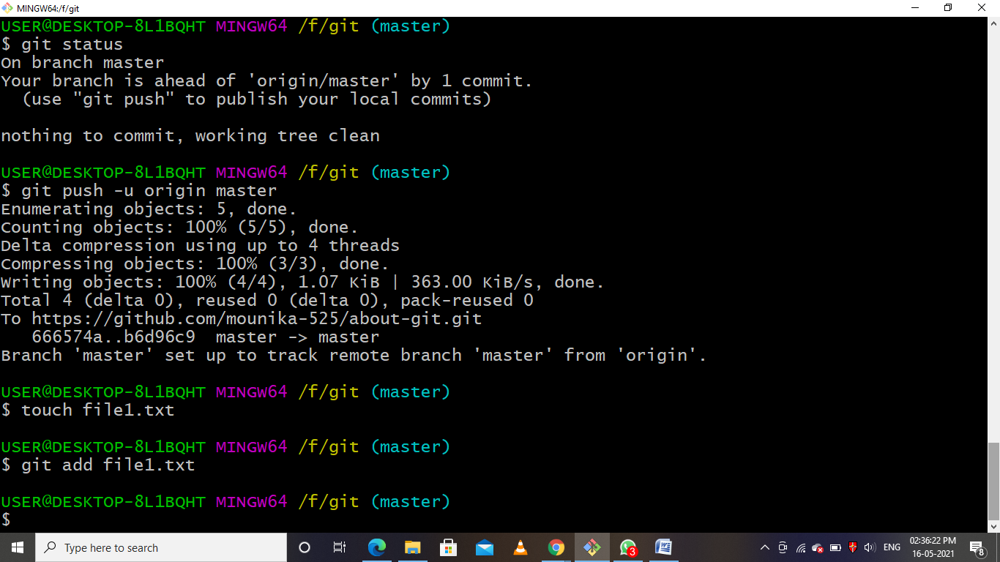 MINGW64:/f/git
USER@DESKTOP-8L1BQHT MINGW64 /f/git (master)
$ git status
On branch master
Your branch is ahead of 'origin/master' by 1 commit.
  (use "git push" to publish your local commits)
nothing to commit, working tree clean
USER@DESKTOP-8L1BQHT MINGW64 /f/git (master)
$ git push -u origin master
Enumerating objects: 5, done.
Counting objects: 100% (5/5), done.
Delta compression using up to 4 threads
Compressing objects: 100% (3/3), done.
Writing objects: 100% (4/4), 1.07 KiB | 363.00 KiB/s, done.
Total 4 (delta 0), reused 0 (delta 0), pack-reused 0
To https://github.com/mounika-525/about-git.git
   666574a..b6d96c9  master -> master
Branch 'master' set up to track remote branch 'master' from 'origin'.
USER@DESKTOP-8L1BQHT MINGW64 /f/git (master)
$ touch file1.txt
USER@DESKTOP-8L1BQHT MINGW64 /f/git (master)
$ git add file1.txt
USER@DESKTOP-8L1BQHT MINGW64 /f/git (master)
$
Type here to search
3
ENG
02:36:22 PM
16-05-2021
8